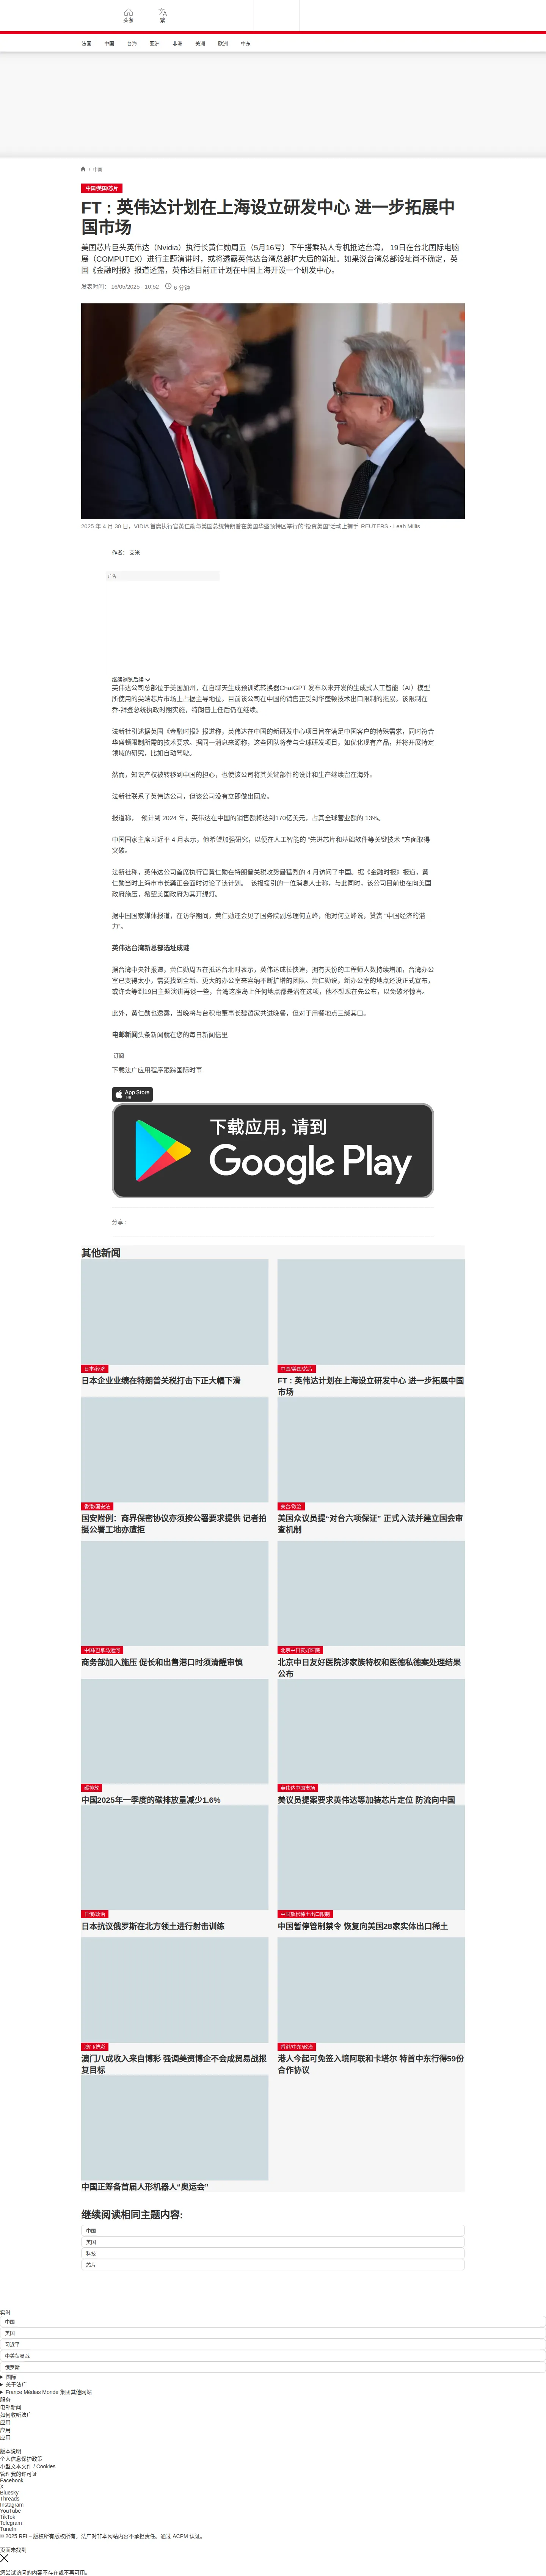 头条
繁
法国
中国
台海
亚洲
非洲
美洲
欧洲
中东
/ 中国
中国/美国/芯片
FT : 英伟达计划在上海设立研发中心 进一步拓展中
国市场
美国芯片巨头英伟达（Nvidia）执行长黄仁勋周五（5月16号）下午搭乘私人专机抵达台湾， 19日在台北国际电脑
展（COMPUTEX）进行主题演讲时，或将透露英伟达台湾总部扩大后的新址。如果说台湾总部设址尚不确定，英
国《金融时报》报道透露，英伟达目前正计划在中国上海开设一个研发中心。
发表时间： 16/05/2025 - 10:52
6 分钟
2025 年 4 月 30 日，VIDIA 首席执行官黄仁勋与美国总统特朗普在美国华盛顿特区举行的“投资美国”活动上握手 REUTERS - Leah Millis
作者： 艾米
广告
继续浏览后续
英伟达公司总部位于美国加州，在自聊天生成预训练转换器ChatGPT 发布以来开发的生成式人工智能（AI）模型
所使用的尖端芯片市场上占据主导地位。目前该公司在中国的销售正受到华盛顿技术出口限制的拖累。该限制在
乔-拜登总统执政时期实施，特朗普上任后仍在继续。
法新社引述据英国《金融时报》报道称，英伟达在中国的新研发中心项目旨在满足中国客户的特殊需求，同时符合
华盛顿限制所需的技术要求。据同一消息来源称，这些团队将参与全球研发项目，如优化现有产品，并将开展特定
领域的研究，比如自动驾驶。
然而，知识产权被转移到中国的担心，也使该公司将其关键部件的设计和生产继续留在海外。
法新社联系了英伟达公司，但该公司没有立即做出回应。
报道称， 预计到 2024 年，英伟达在中国的销售额将达到170亿美元，占其全球营业额的 13%。
中国国家主席习近平 4 月表示，他希望加强研究，以便在人工智能的 “先进芯片和基础软件等关键技术 ”方面取得
突破。
法新社称，英伟达公司首席执行官黄仁勋在特朗普关税攻势最猛烈的 4 月访问了中国。据《金融时报》报道，黄
仁勋当时上海市市长龚正会面时讨论了该计划。 该报援引的一位消息人士称，与此同时，该公司目前也在向美国
政府施压，希望美国政府为其开绿灯。
据中国国家媒体报道，在访华期间，黄仁勋还会见了国务院副总理何立峰，他对何立峰说，赞赏 “中国经济的潜
力”。
英伟达台湾新总部选址成谜
据台湾中央社报道，黄仁勋周五在抵达台北时表示，英伟达成长快速，拥有天份的工程师人数持续增加，台湾办公
室已变得太小，需要找到全新、更大的办公室来容纳不断扩增的团队。黄仁勋说，新办公室的地点还没正式宣布，
或许会等到19日主题演讲再谈一些，台湾这座岛上任何地点都是潜在选项，他不想现在先公布，以免破坏惊喜。
此外，黄仁勋也透露，当晚将与台积电董事长魏哲家共进晚餐，但对于用餐地点三缄其口。
电邮新闻头条新闻就在您的每日新闻信里
订阅
下载法广应用程序跟踪国际时事
App Store
下载
下载应用，请到
Google Play
分享 :
其他新闻
日本/经济
日本企业业绩在特朗普关税打击下正大幅下滑
中国/美国/芯片
FT : 英伟达计划在上海设立研发中心 进一步拓展中国
市场
香港/国安法
国安附例：商界保密协议亦须按公署要求提供 记者拍
摄公署工地亦遭拒
美台/政治
美国众议员提“对台六项保证” 正式入法并建立国会审
查机制
中国/巴拿马运河
商务部加入施压 促长和出售港口时须清醒审慎
北京中日友好医院
北京中日友好医院涉家族特权和医德私德案处理结果
公布
碳排放
中国2025年一季度的碳排放量减少1.6%
英伟达中国市场
美议员提案要求英伟达等加装芯片定位 防流向中国
日俄/政治
日本抗议俄罗斯在北方领土进行射击训练
中国放松稀土出口限制
中国暂停管制禁令 恢复向美国28家实体出口稀土
澳门/博彩
澳门八成收入来自博彩 强调美资博企不会成贸易战报
复目标
香港/中东/政治
港人今起可免签入境阿联和卡塔尔 特首中东行得59份
合作协议
中国正筹备首届人形机器人“奥运会”
继续阅读相同主题内容:
中国
美国
科技
芯片
实时
中国
美国
习近平
中美贸易战
俄罗斯
国际
关于法广
France Médias Monde 集团其他网站
服务
电邮新闻
如何收听法广
应用
应用
应用
版本说明
个人信息保护政策
小型文本文件 / Cookies
管理我的许可证
Facebook
X
Bluesky
Threads
Instagram
YouTube
TikTok
Telegram
TuneIn
© 2025 RFI – 版权所有版权所有。法广对非本网站内容不承担责任。通过 ACPM 认证。
页面未找到
您尝试访问的内容不存在或不再可用。